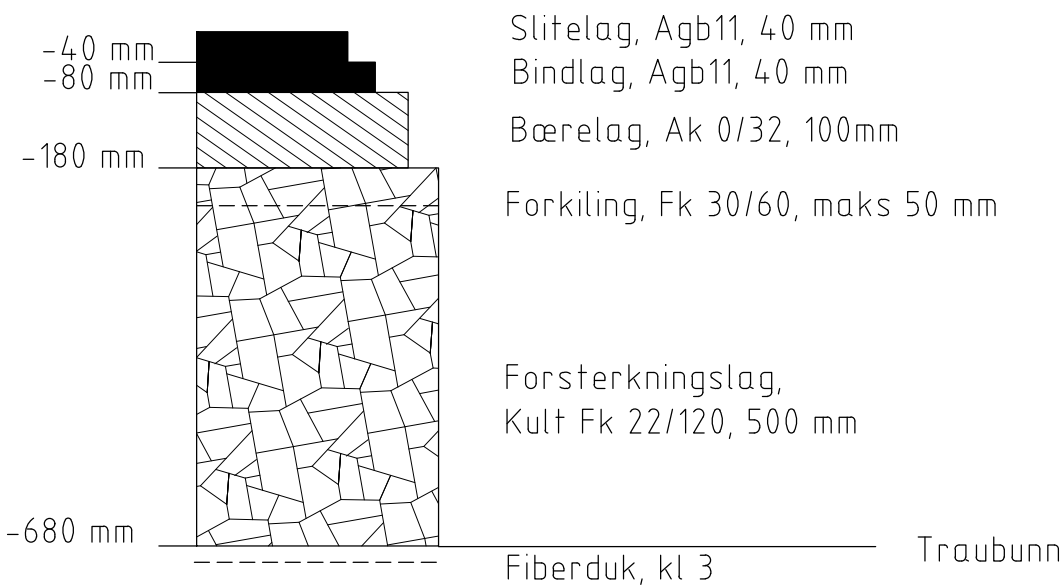 Slitelag, Agb11, 40 mm
-40 mm
Bindlag, Agb11, 40 mm
-80 mm
Bærelag, Ak 0/32, 100mm
-180 mm
Forkiling, Fk 30/60, maks 50 mm
Forsterkningslag,
Kult Fk 22/120, 500 mm
-680 mm
Traubunn
Fiberduk, kl 3